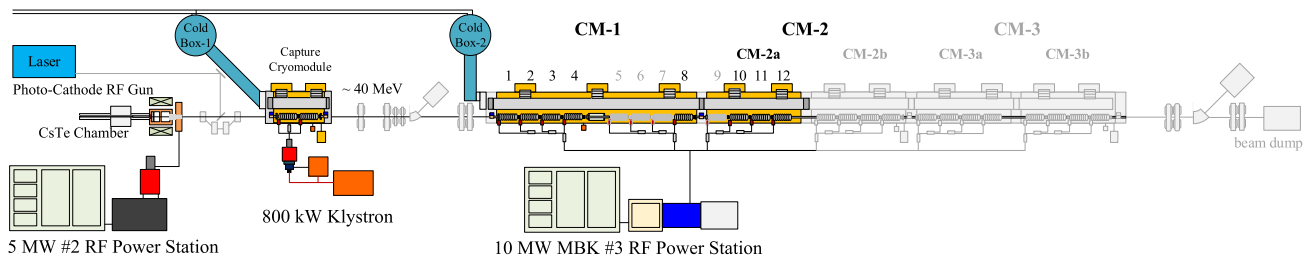 Cold
Box-1
Cold
Box-2
CM-1
CM-2
CM-3
Laser
Capture
Cryomodule
CM-2a
CM-2b
CM-3a
CM-3b
Photo-Cathode RF Gun
~ 40 MeV
1 2 3 4 5 6 7 8 9 10 11 12
CsTe Chamber
beam dump
800 kW Klystron
5 MW #2 RF Power Station
10 MW MBK #3 RF Power Station